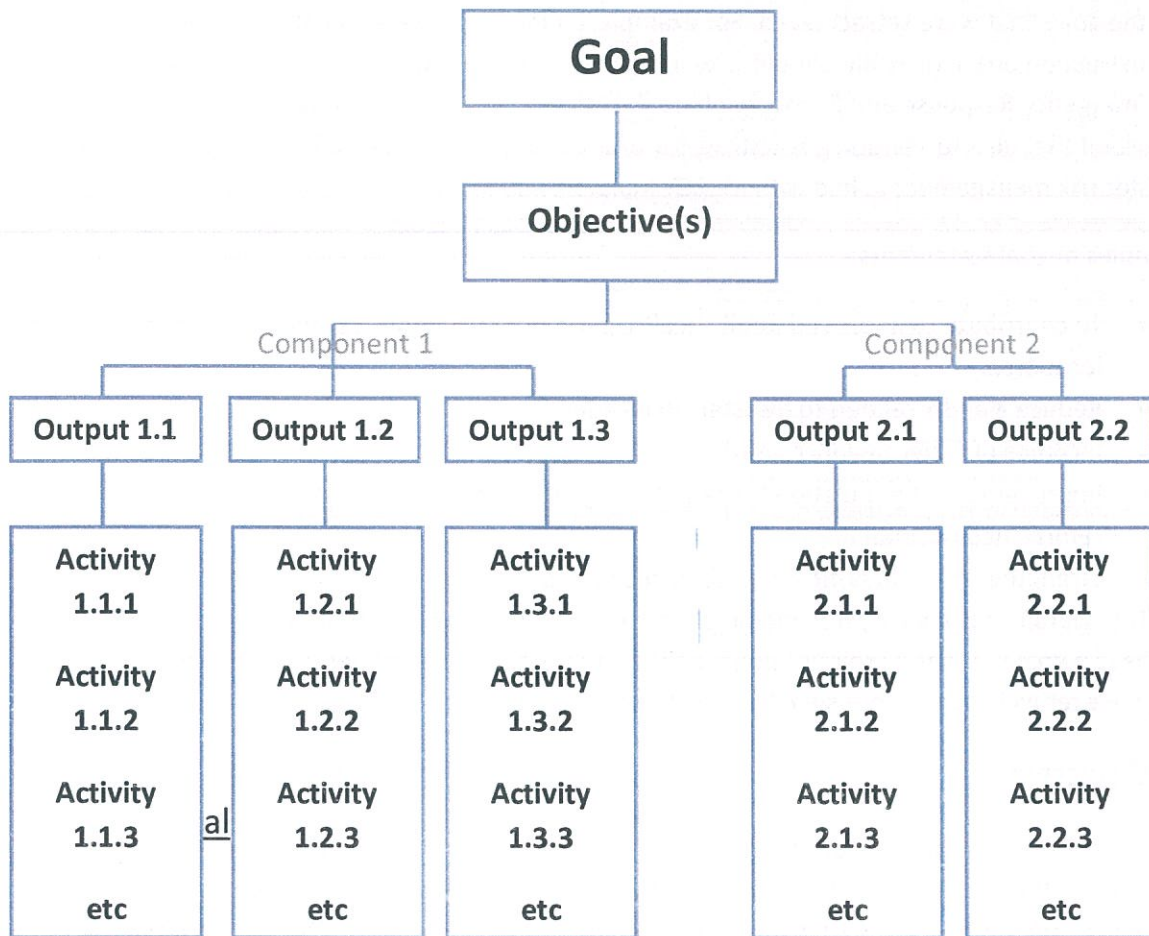 Goal
Objective(s)
Component 1
Component 2
Output 1.1
Output 1.2
Output 1.3
Output 2.1
Output 2.2
Activity
1.1.1
Activity
1.1.2
Activity
1.1.3
etc
al
Activity
1.2.1
Activity
1.2.2
Activity
1.2.3
etc
Activity
1.3.1
Activity
1.3.2
Activity
1.3.3
etc
Activity
2.1.1
Activity
2.1.2
Activity
2.1.3
etc
Activity
2.2.1
Activity
2.2.2
Activity
2.2.3
etc